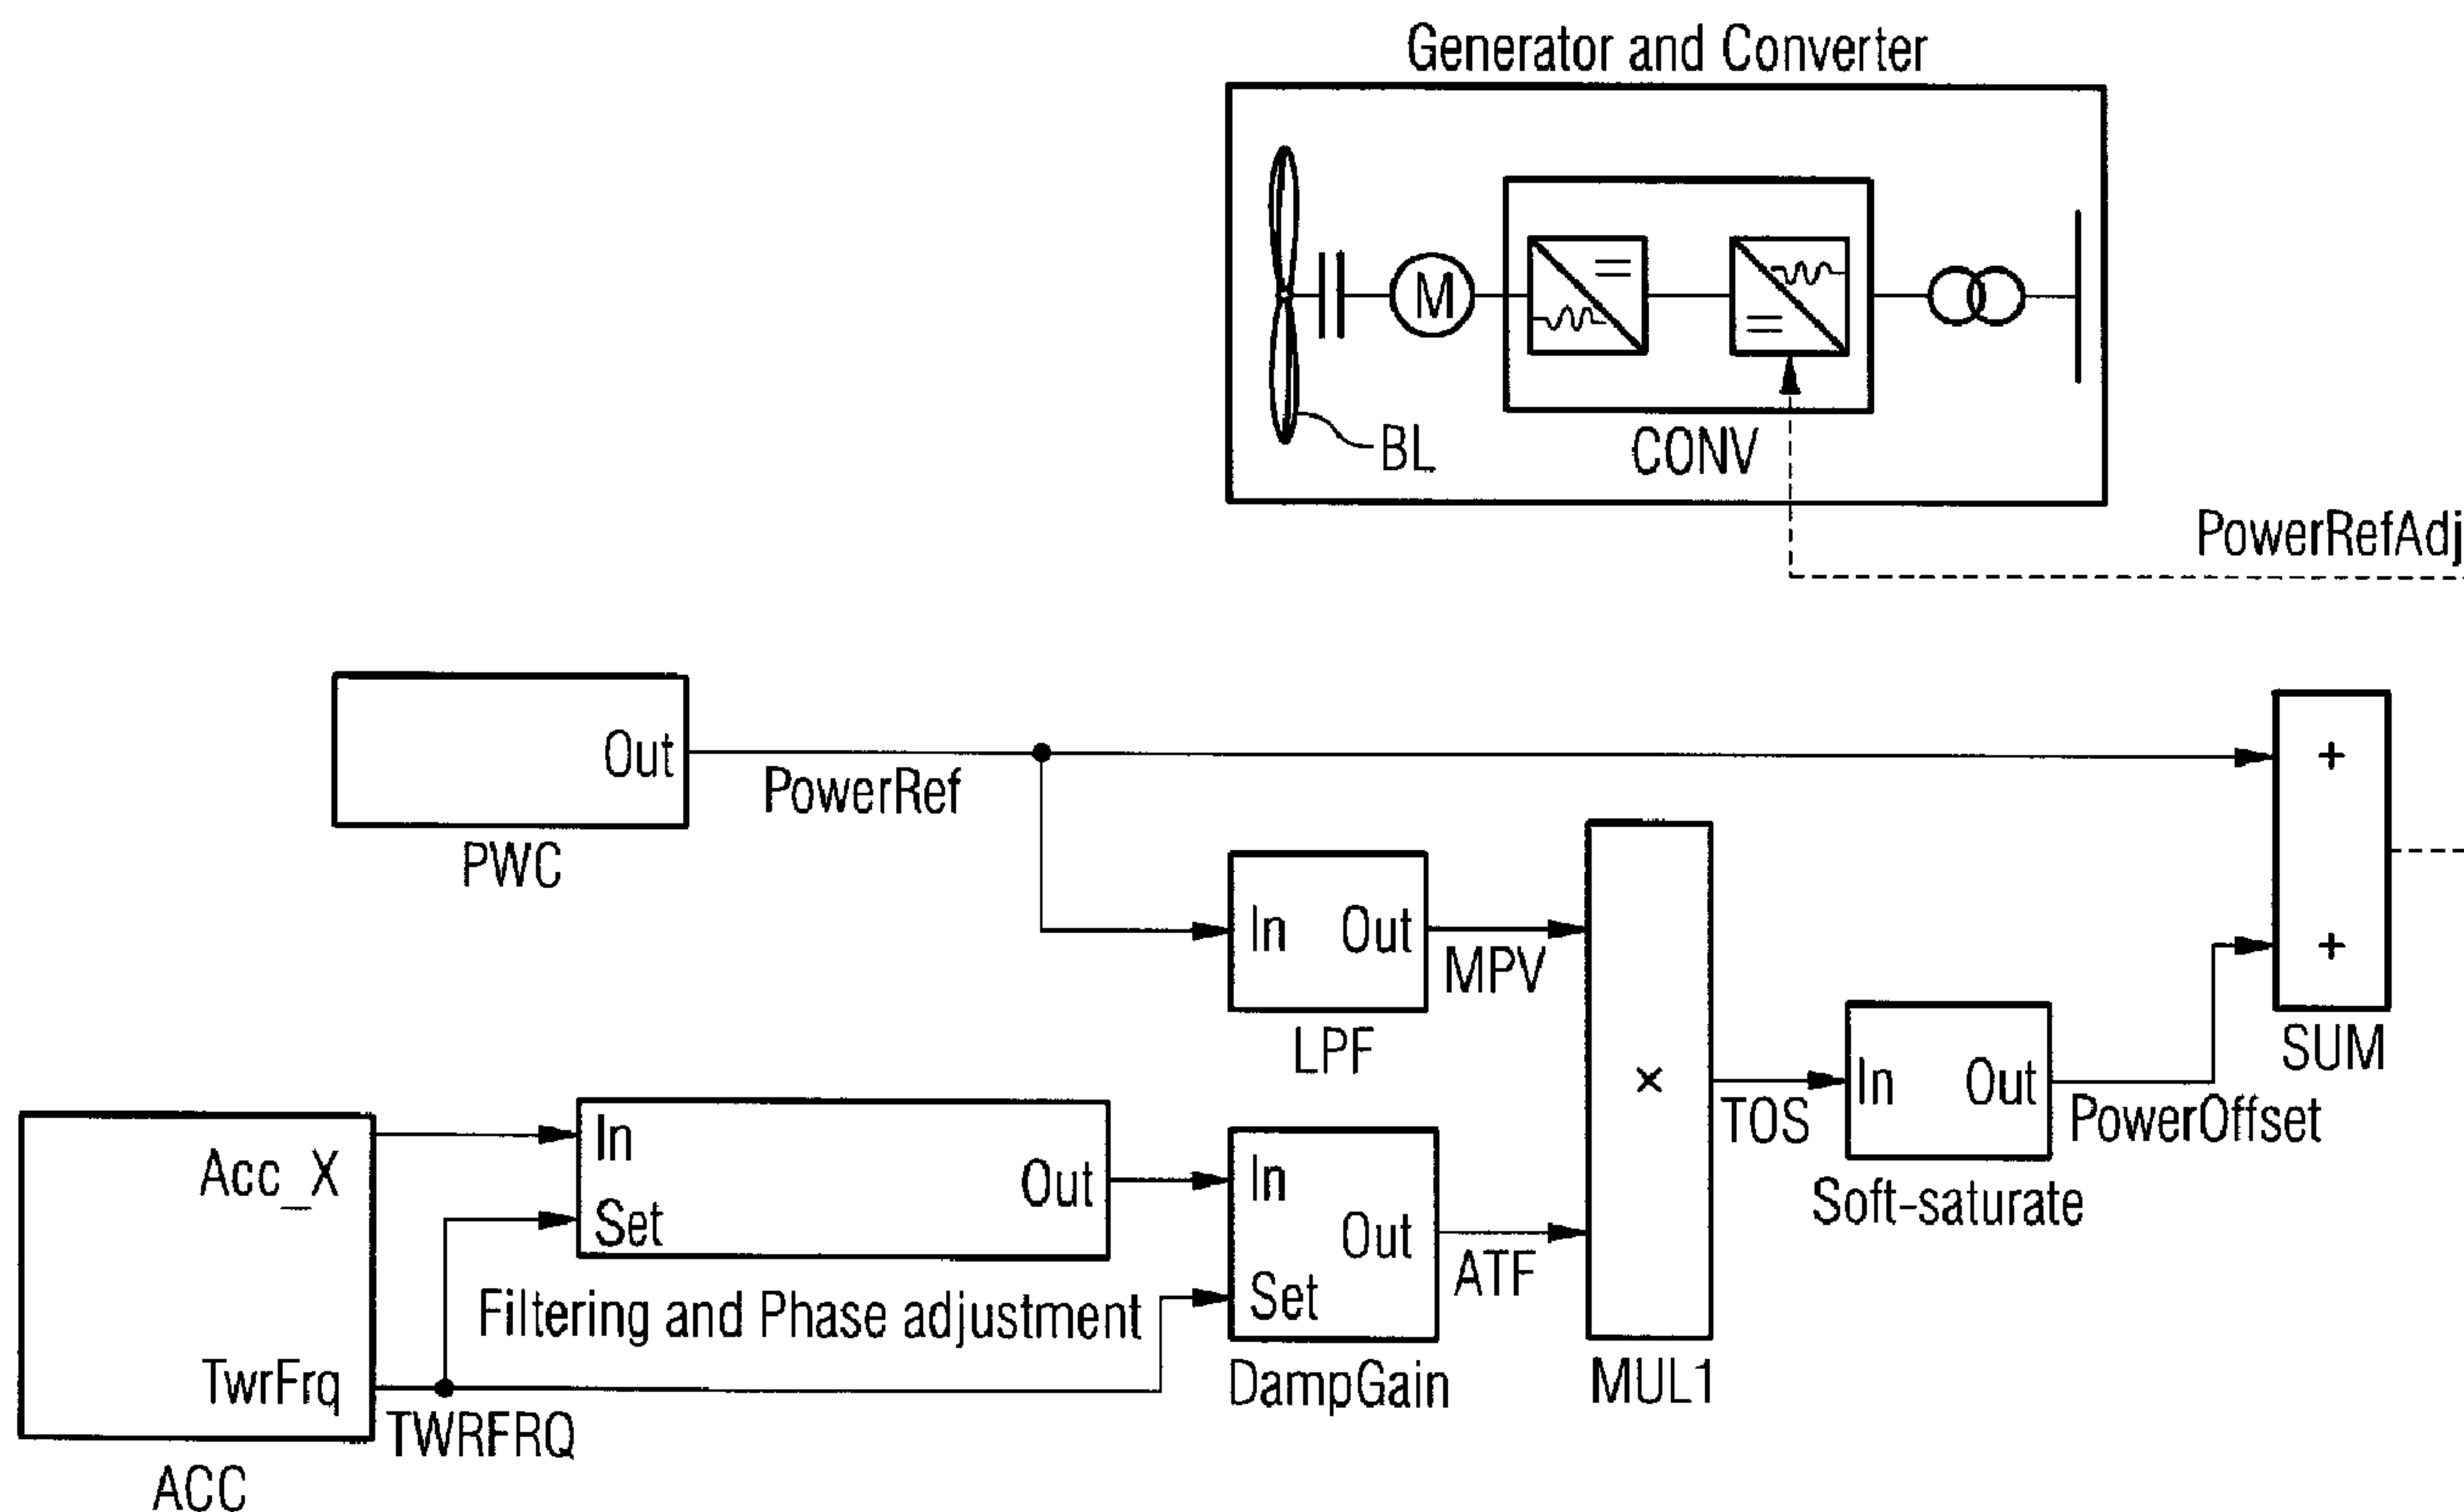 Generator and Converter
M
BL
CONV
PowerRefAdj
Out
PowerRef
PWC
+
+
SUM
In Out
MPV
LPF
×
MUL1
In Out
TOS
PowerOffset
Soft-saturate
Acc_X
TwrFrq
TWRFRQ
ACC
In
Set
Out
Filtering and Phase adjustment
In
Out
Set
ATF
DampGain